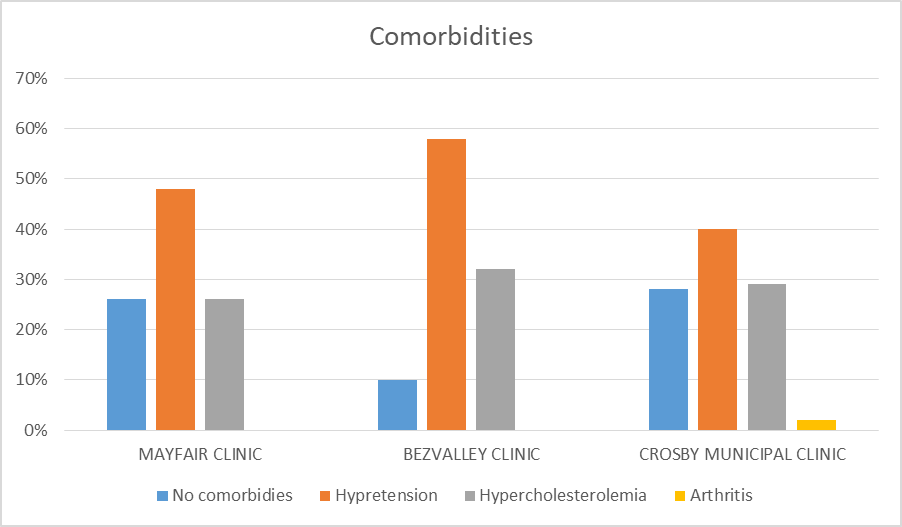 Comorbidities
70%
60%
50%
40%
30%
20%
10%
0%
MAYFAIR CLINIC BEZVALLEY CLINIC CROSBY MUNICIPAL CLINIC
No comorbidies Hypretension Hypercholesterolemia Arthritis